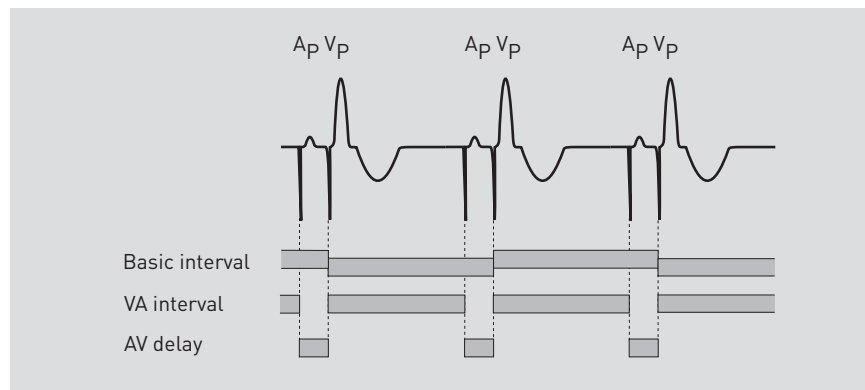 AP VP AP VP AP VP
Basic interval
VA interval
AV delay